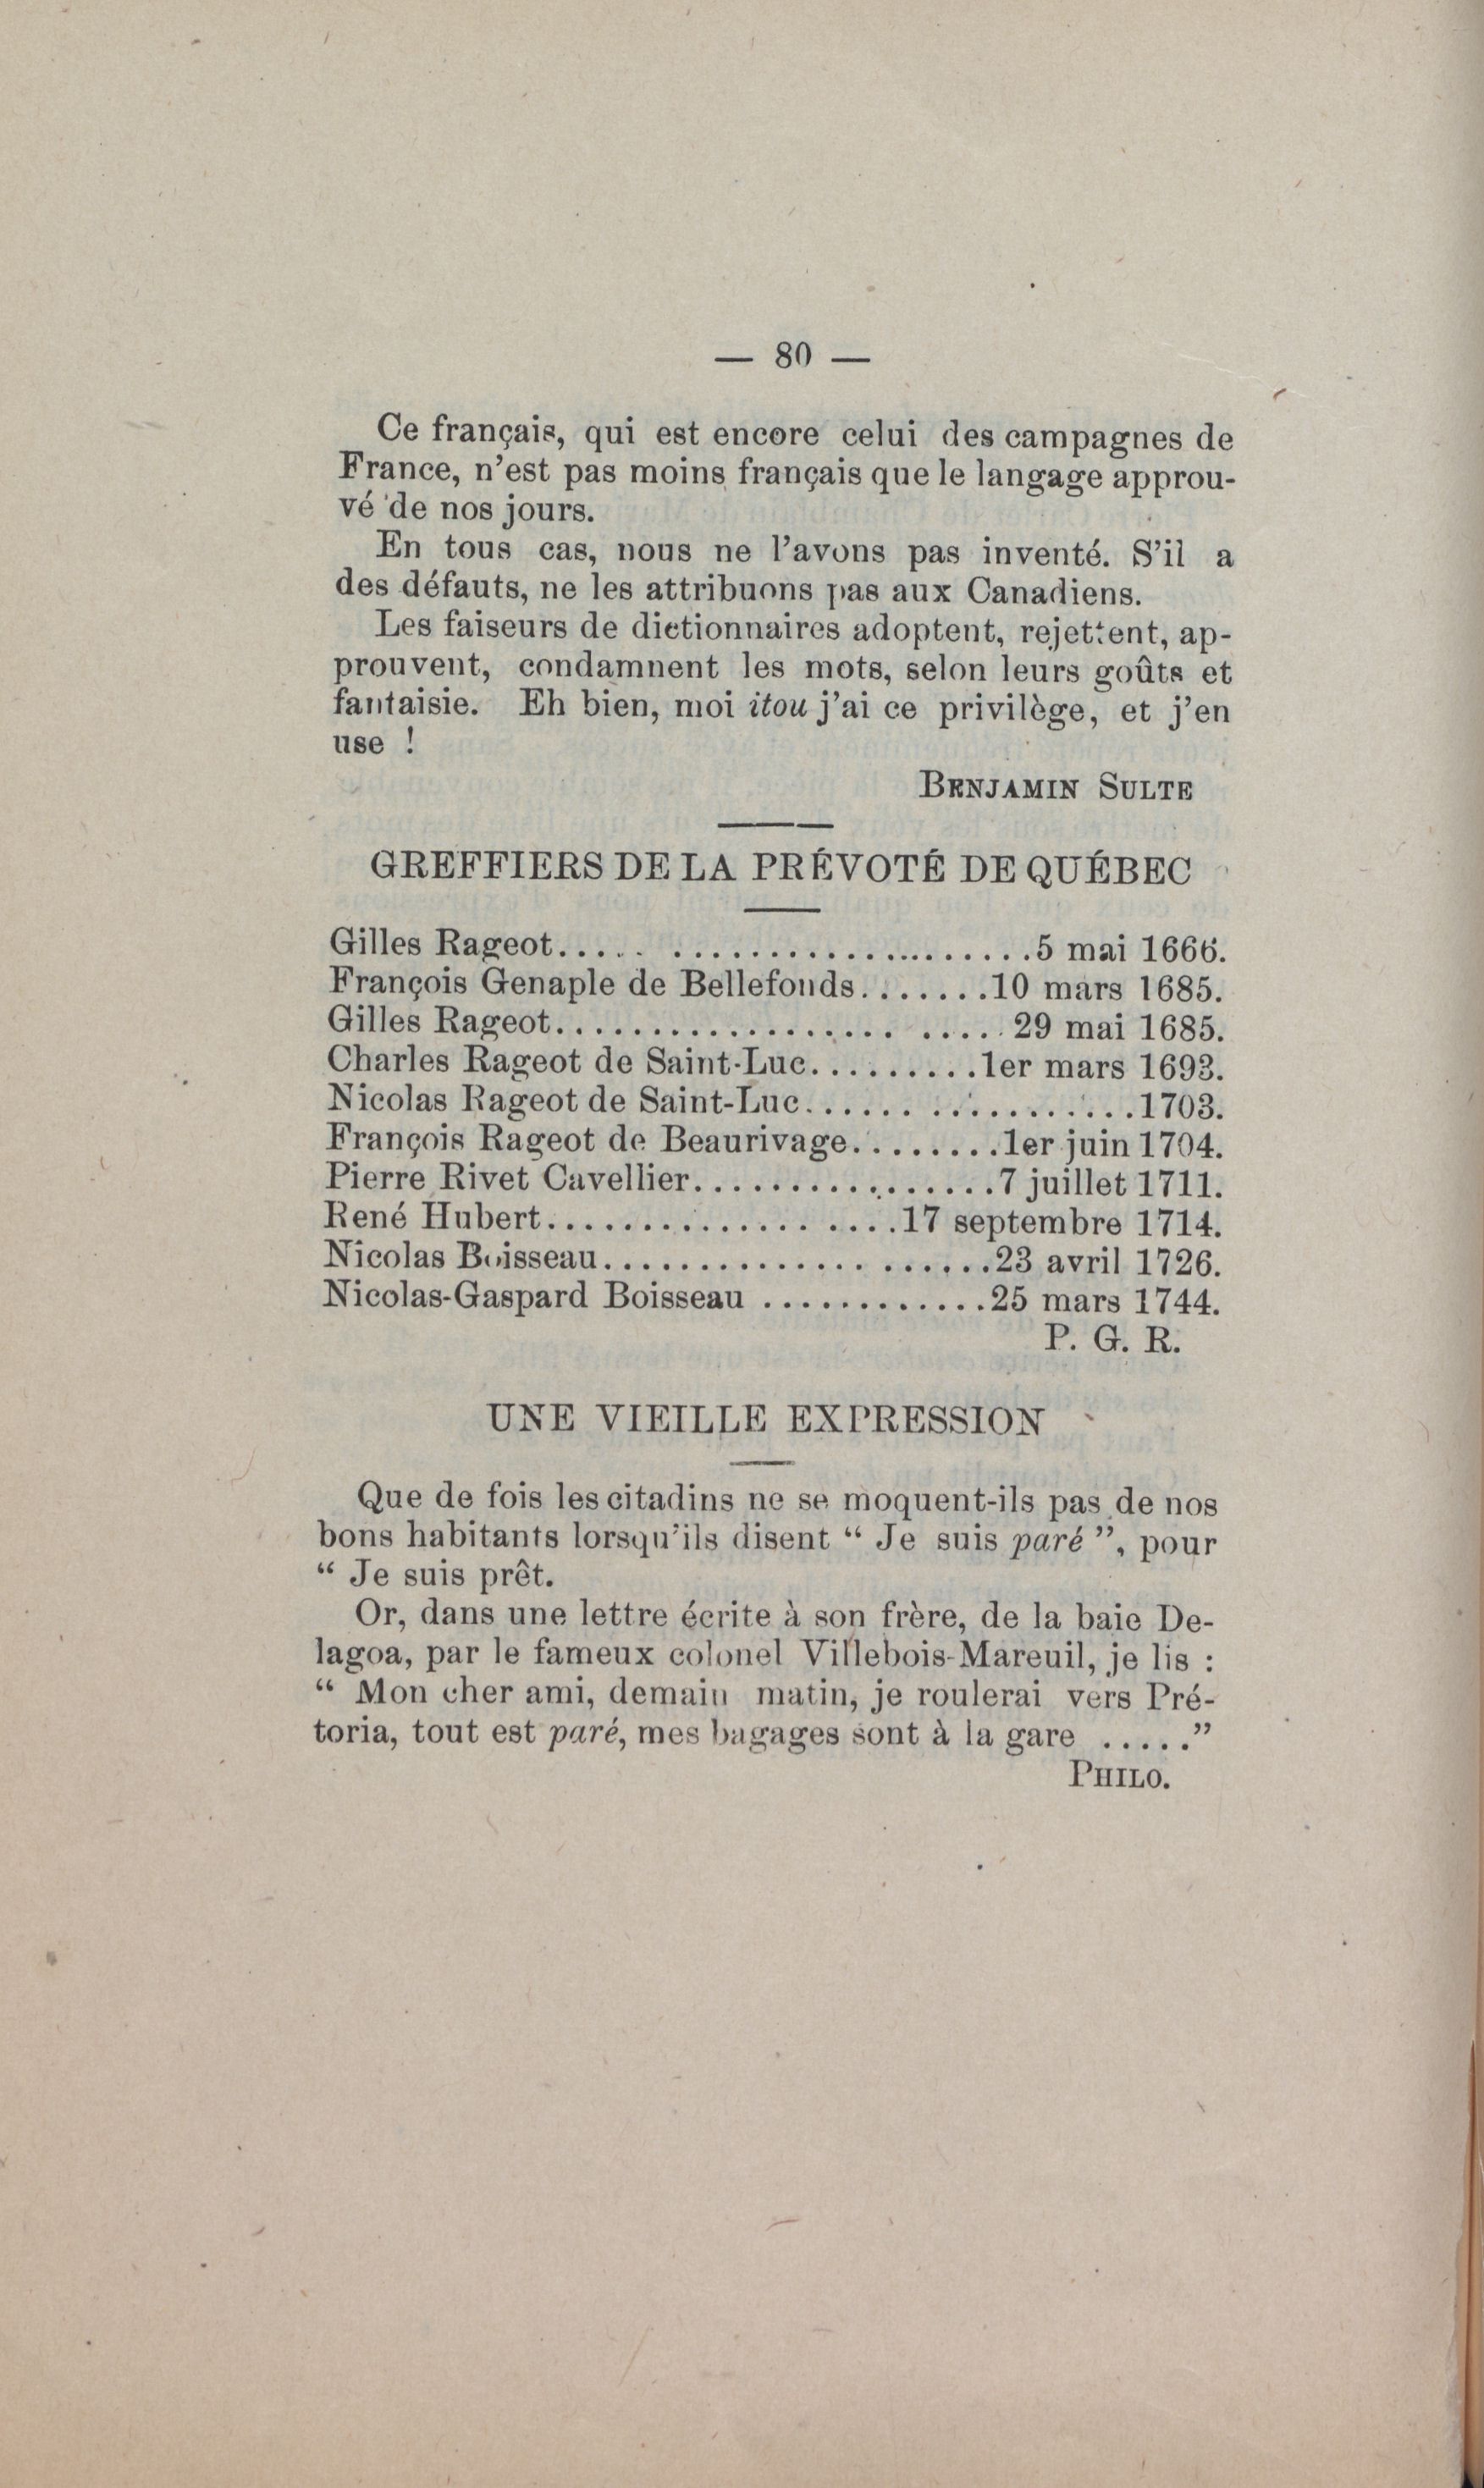 — 80 —
Ce français, qui est encore celui des campagnes de
France, n'est pas moins français que le langage approu-
vé de nos jours.
En tous cas, nous ne l'avons pas inventé. S'il a
des défauts, ne les attribuons pas aux Canadiens.
Les faiseurs de dictionnaires adoptent, rejettent, ap-
prouvent, condamnent les mots, selon leurs goûts et
fantaisie. Eh bien, moi itou j'ai ce privilège, et j'en
use !
BENJAMIN SULTE
GREFFIERS DE LA PRÉVOTÉ DE QUÉBEC
Gilles Rageot..... ...................5 mai 1666.
François Genaple de Bellefonds.......10 mars 1685.
Gilles Rageot.................. ..... 29 mai 1685.
Charles Rageot de Saint-Luc.........1er mars 1693.
Nicolas Rageot de Saint-Luc...... ...........1703.
François Rageot de Beaurivage........1er juin 1704.
Pierre Rivet Cavellier................7 juillet 1711.
René Hubert.............. ....17 septembre 1714.
Nicolas Boisseau.............. ......23 avril 1726.
Nicolas-Gaspard Boisseau ............25 mars 1744.
P. G. R.
UNE VIEILLE EXPRESSION
Que de fois les citadins ne se moquent-ils pas de nos
bons habitants lorsqu'ils disent “ Je suis paré ”, pour
“ Je suis prêt.
Or, dans une lettre écrite à son frère, de la baie De-
lagoa, par le fameux colonel Villebois-Mareuil, je lis :
“ Mon cher ami, demain matin, je roulerai vers Pré-
toria, tout est paré, mes bagages sont à la gare .....”
PHILO.